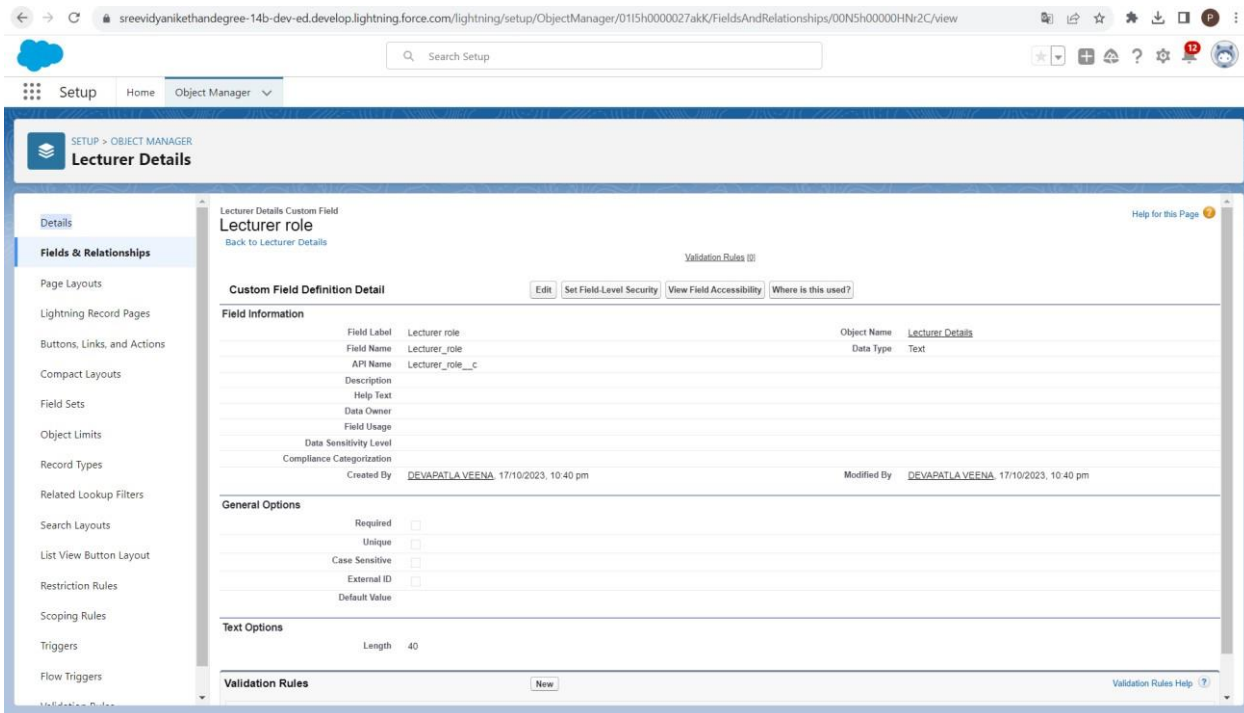 sreevidyanikethandegree-14b-dev-ed.develop.lightning.force.com/lightning/setup/ObjectManager/01I5h0000027akK/FieldsAndRelationships/00N5h00000HNr2C/view
P
Search Setup
12
Setup Home Object Manager
SETUP > OBJECT MANAGER
Lecturer Details
Details
Fields & Relationships
Page Layouts
Lightning Record Pages
Buttons, Links, and Actions
Compact Layouts
Field Sets
Object Limits
Record Types
Related Lookup Filters
Search Layouts
List View Button Layout
Restriction Rules
Scoping Rules
Triggers
Flow Triggers
Validation Rules
Lecturer Details Custom Field
Lecturer role
Back to Lecturer Details
Help for this Page
Validation Rules [0]
Custom Field Definition Detail Edit Set Field-Level Security View Field Accessibility Where is this used?
Field Information
Field Label Lecturer role Object Name Lecturer Details
Field Name Lecturer_role Data Type Text
API Name Lecturer_role__c
Description
Help Text
Data Owner
Field Usage
Data Sensitivity Level
Compliance Categorization
Created By DEVAPATLA VEENA, 17/10/2023, 10:40 pm Modified By DEVAPATLA VEENA, 17/10/2023, 10:40 pm
General Options
Required
Unique
Case Sensitive
External ID
Default Value
Text Options
Length 40
Validation Rules New Validation Rules Help ?